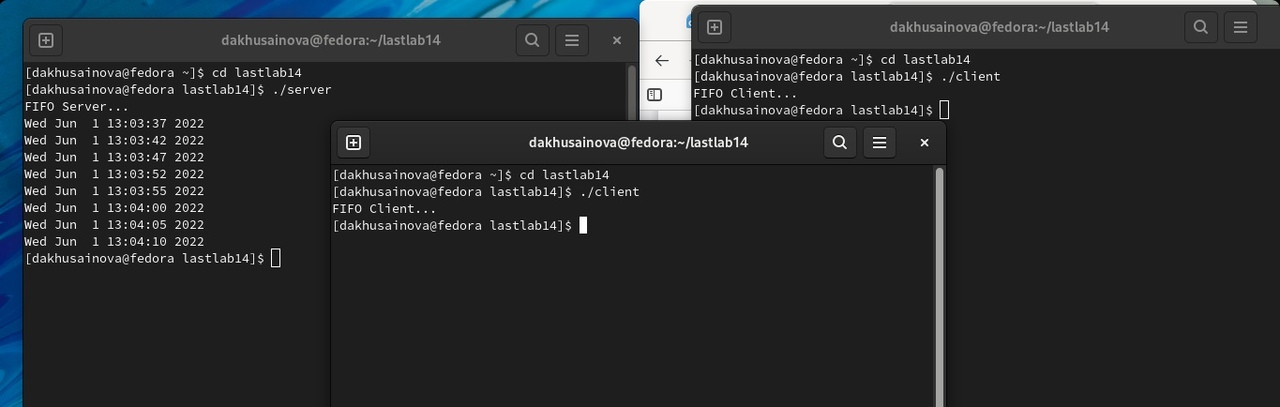 dakhusainova@fedora:~/lastlab14
[dakhusainova@fedora ~]$ cd lastlab14
[dakhusainova@fedora lastlab14]$ ./server
FIFO Server...
Wed Jun  1 13:03:37 2022
Wed Jun  1 13:03:42 2022
Wed Jun  1 13:03:47 2022
Wed Jun  1 13:03:52 2022
Wed Jun  1 13:03:55 2022
Wed Jun  1 13:04:00 2022
Wed Jun  1 13:04:05 2022
Wed Jun  1 13:04:10 2022
[dakhusainova@fedora lastlab14]$
dakhusainova@fedora:~/lastlab14
[dakhusainova@fedora ~]$ cd lastlab14
[dakhusainova@fedora lastlab14]$ ./client
FIFO Client...
[dakhusainova@fedora lastlab14]$
dakhusainova@fedora:~/lastlab14
[dakhusainova@fedora ~]$ cd lastlab14
[dakhusainova@fedora lastlab14]$ ./client
FIFO Client...
[dakhusainova@fedora lastlab14]$